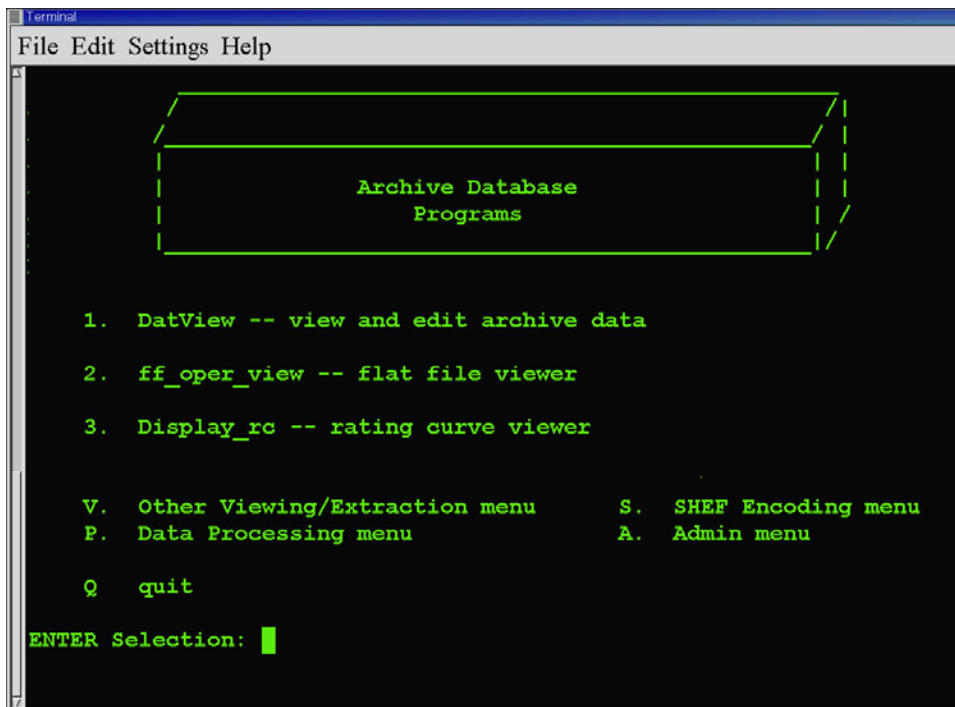 Terminal
File Edit Settings Help
Archive Database
Programs
1. DatView -- view and edit archive data
2. ff_oper_view -- flat file viewer
3. Display_rc -- rating curve viewer
V. Other Viewing/Extraction menu S. SHEF Encoding menu
P. Data Processing menu A. Admin menu
Q quit
ENTER Selection: